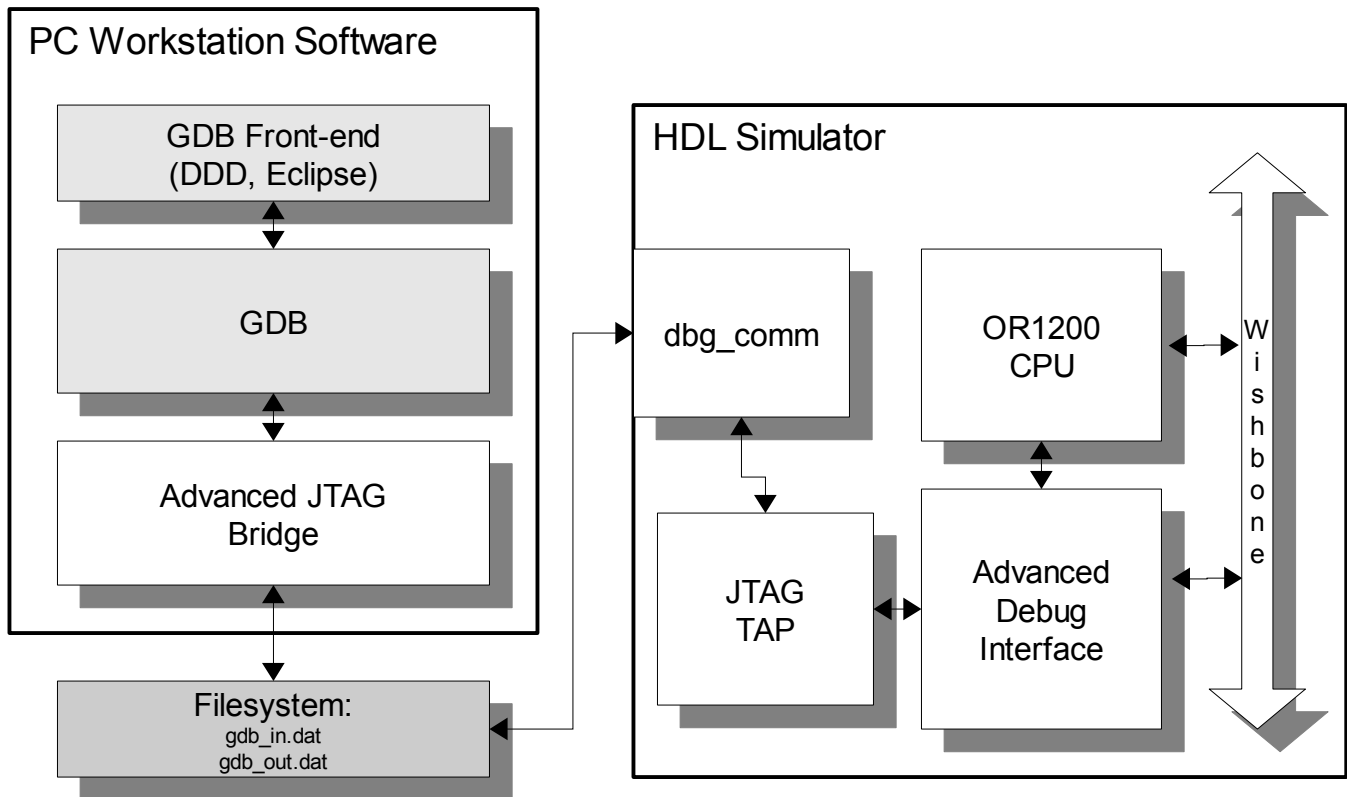 PC Workstation Software
GDB Front-end
(DDD, Eclipse)
GDB
Advanced JTAG
Bridge
Filesystem:
gdb_in.dat
gdb_out.dat
HDL Simulator
dbg_comm
OR1200
CPU
JTAG
TAP
Advanced
Debug
Interface
Wishbone